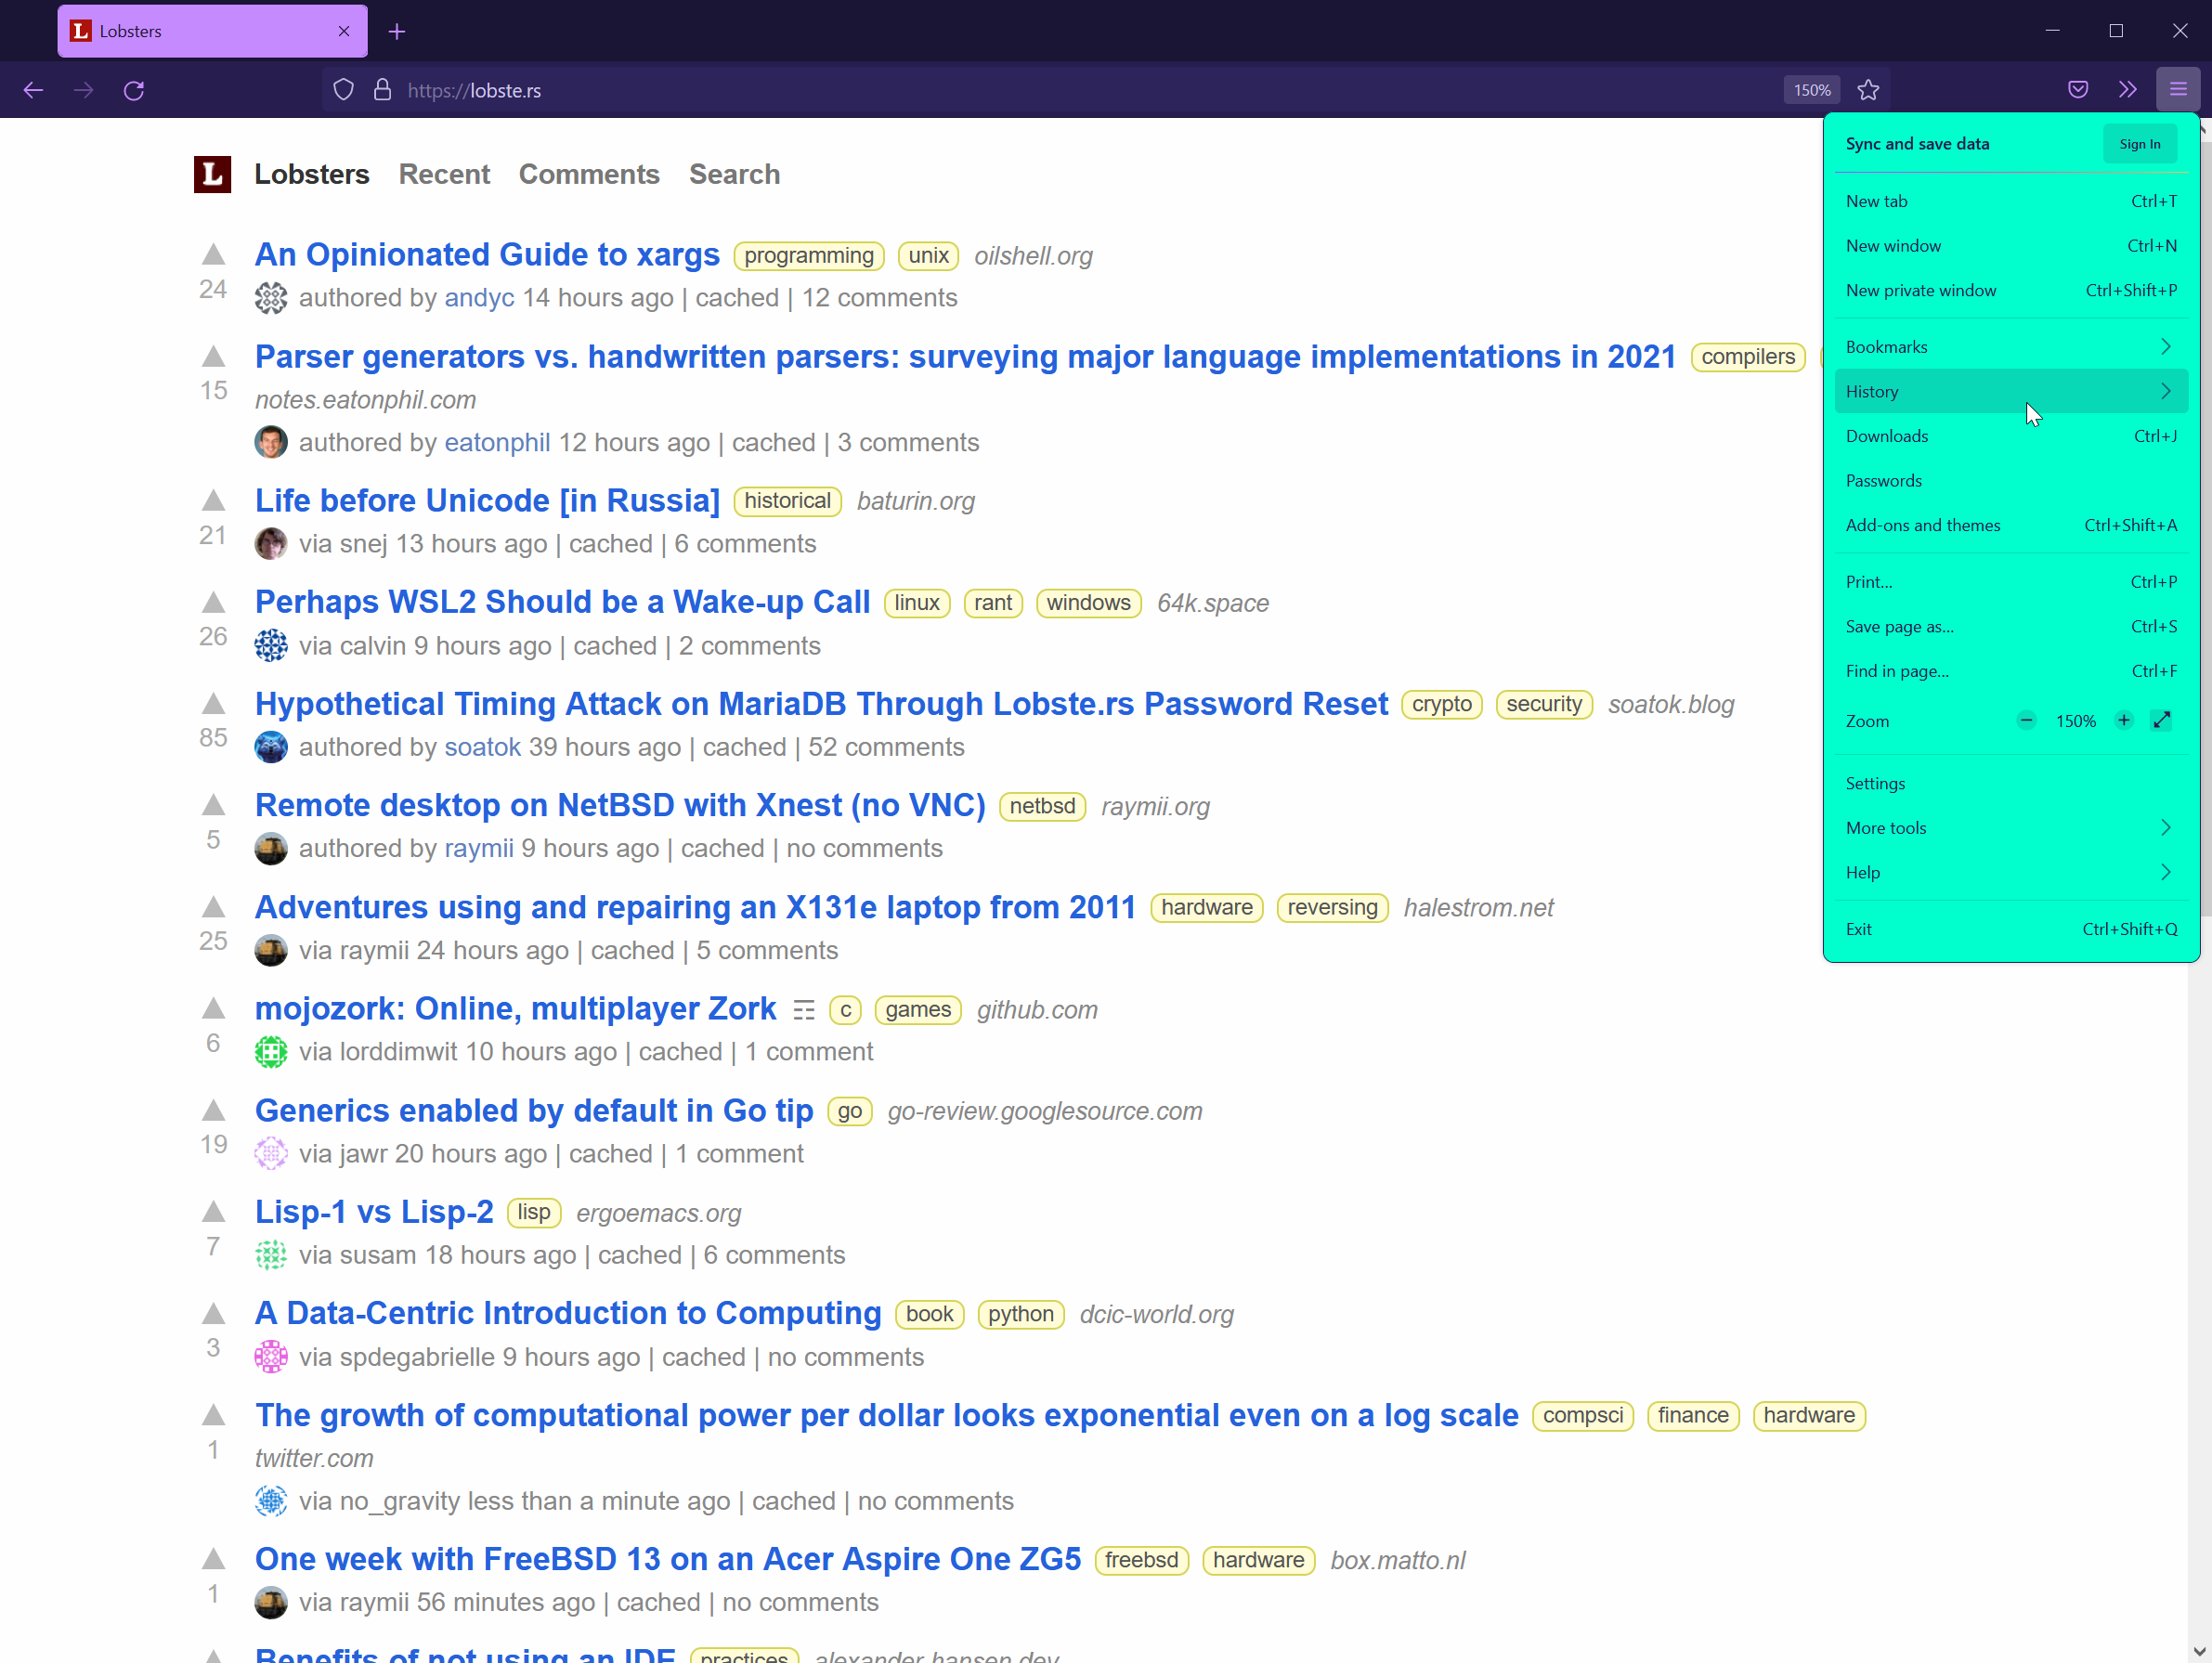 L Lobsters
https://lobste.rs
150%
L Lobsters Recent Comments Search
An Opinionated Guide to xargs programming unix oilshell.org
24
authored by andyc 14 hours ago | cached | 12 comments
Parser generators vs. handwritten parsers: surveying major language implementations in 2021 compilers
15
notes.eatonphil.com
authored by eatonphil 12 hours ago | cached | 3 comments
Life before Unicode [in Russia] historical baturin.org
21
via snej 13 hours ago | cached | 6 comments
Perhaps WSL2 Should be a Wake-up Call linux rant windows 64k.space
26
via calvin 9 hours ago | cached | 2 comments
Hypothetical Timing Attack on MariaDB Through Lobste.rs Password Reset crypto security soatok.blog
85
authored by soatok 39 hours ago | cached | 52 comments
Remote desktop on NetBSD with Xnest (no VNC) netbsd raymii.org
5
authored by raymii 9 hours ago | cached | no comments
Adventures using and repairing an X131e laptop from 2011 hardware reversing halestrom.net
25
via raymii 24 hours ago | cached | 5 comments
mojozork: Online, multiplayer Zork c games github.com
6
via lorddimwit 10 hours ago | cached | 1 comment
Generics enabled by default in Go tip go go-review.googlesource.com
19
via jawr 20 hours ago | cached | 1 comment
Lisp-1 vs Lisp-2 lisp ergoemacs.org
7
via susam 18 hours ago | cached | 6 comments
A Data-Centric Introduction to Computing book python dcic-world.org
3
via spdegabrielle 9 hours ago | cached | no comments
The growth of computational power per dollar looks exponential even on a log scale compsci finance hardware
1
twitter.com
via no_gravity less than a minute ago | cached | no comments
One week with FreeBSD 13 on an Acer Aspire One ZG5 freebsd hardware box.matto.nl
1
via raymii 56 minutes ago | cached | no comments
Benefits of not using an IDE practices alexander-hansen.dev
Sync and save data Sign In
New tab Ctrl+T
New window Ctrl+N
New private window Ctrl+Shift+P
Bookmarks
History
Downloads Ctrl+J
Passwords
Add-ons and themes Ctrl+Shift+A
Print... Ctrl+P
Save page as... Ctrl+S
Find in page... Ctrl+F
Zoom 150%
Settings
More tools
Help
Exit Ctrl+Shift+Q